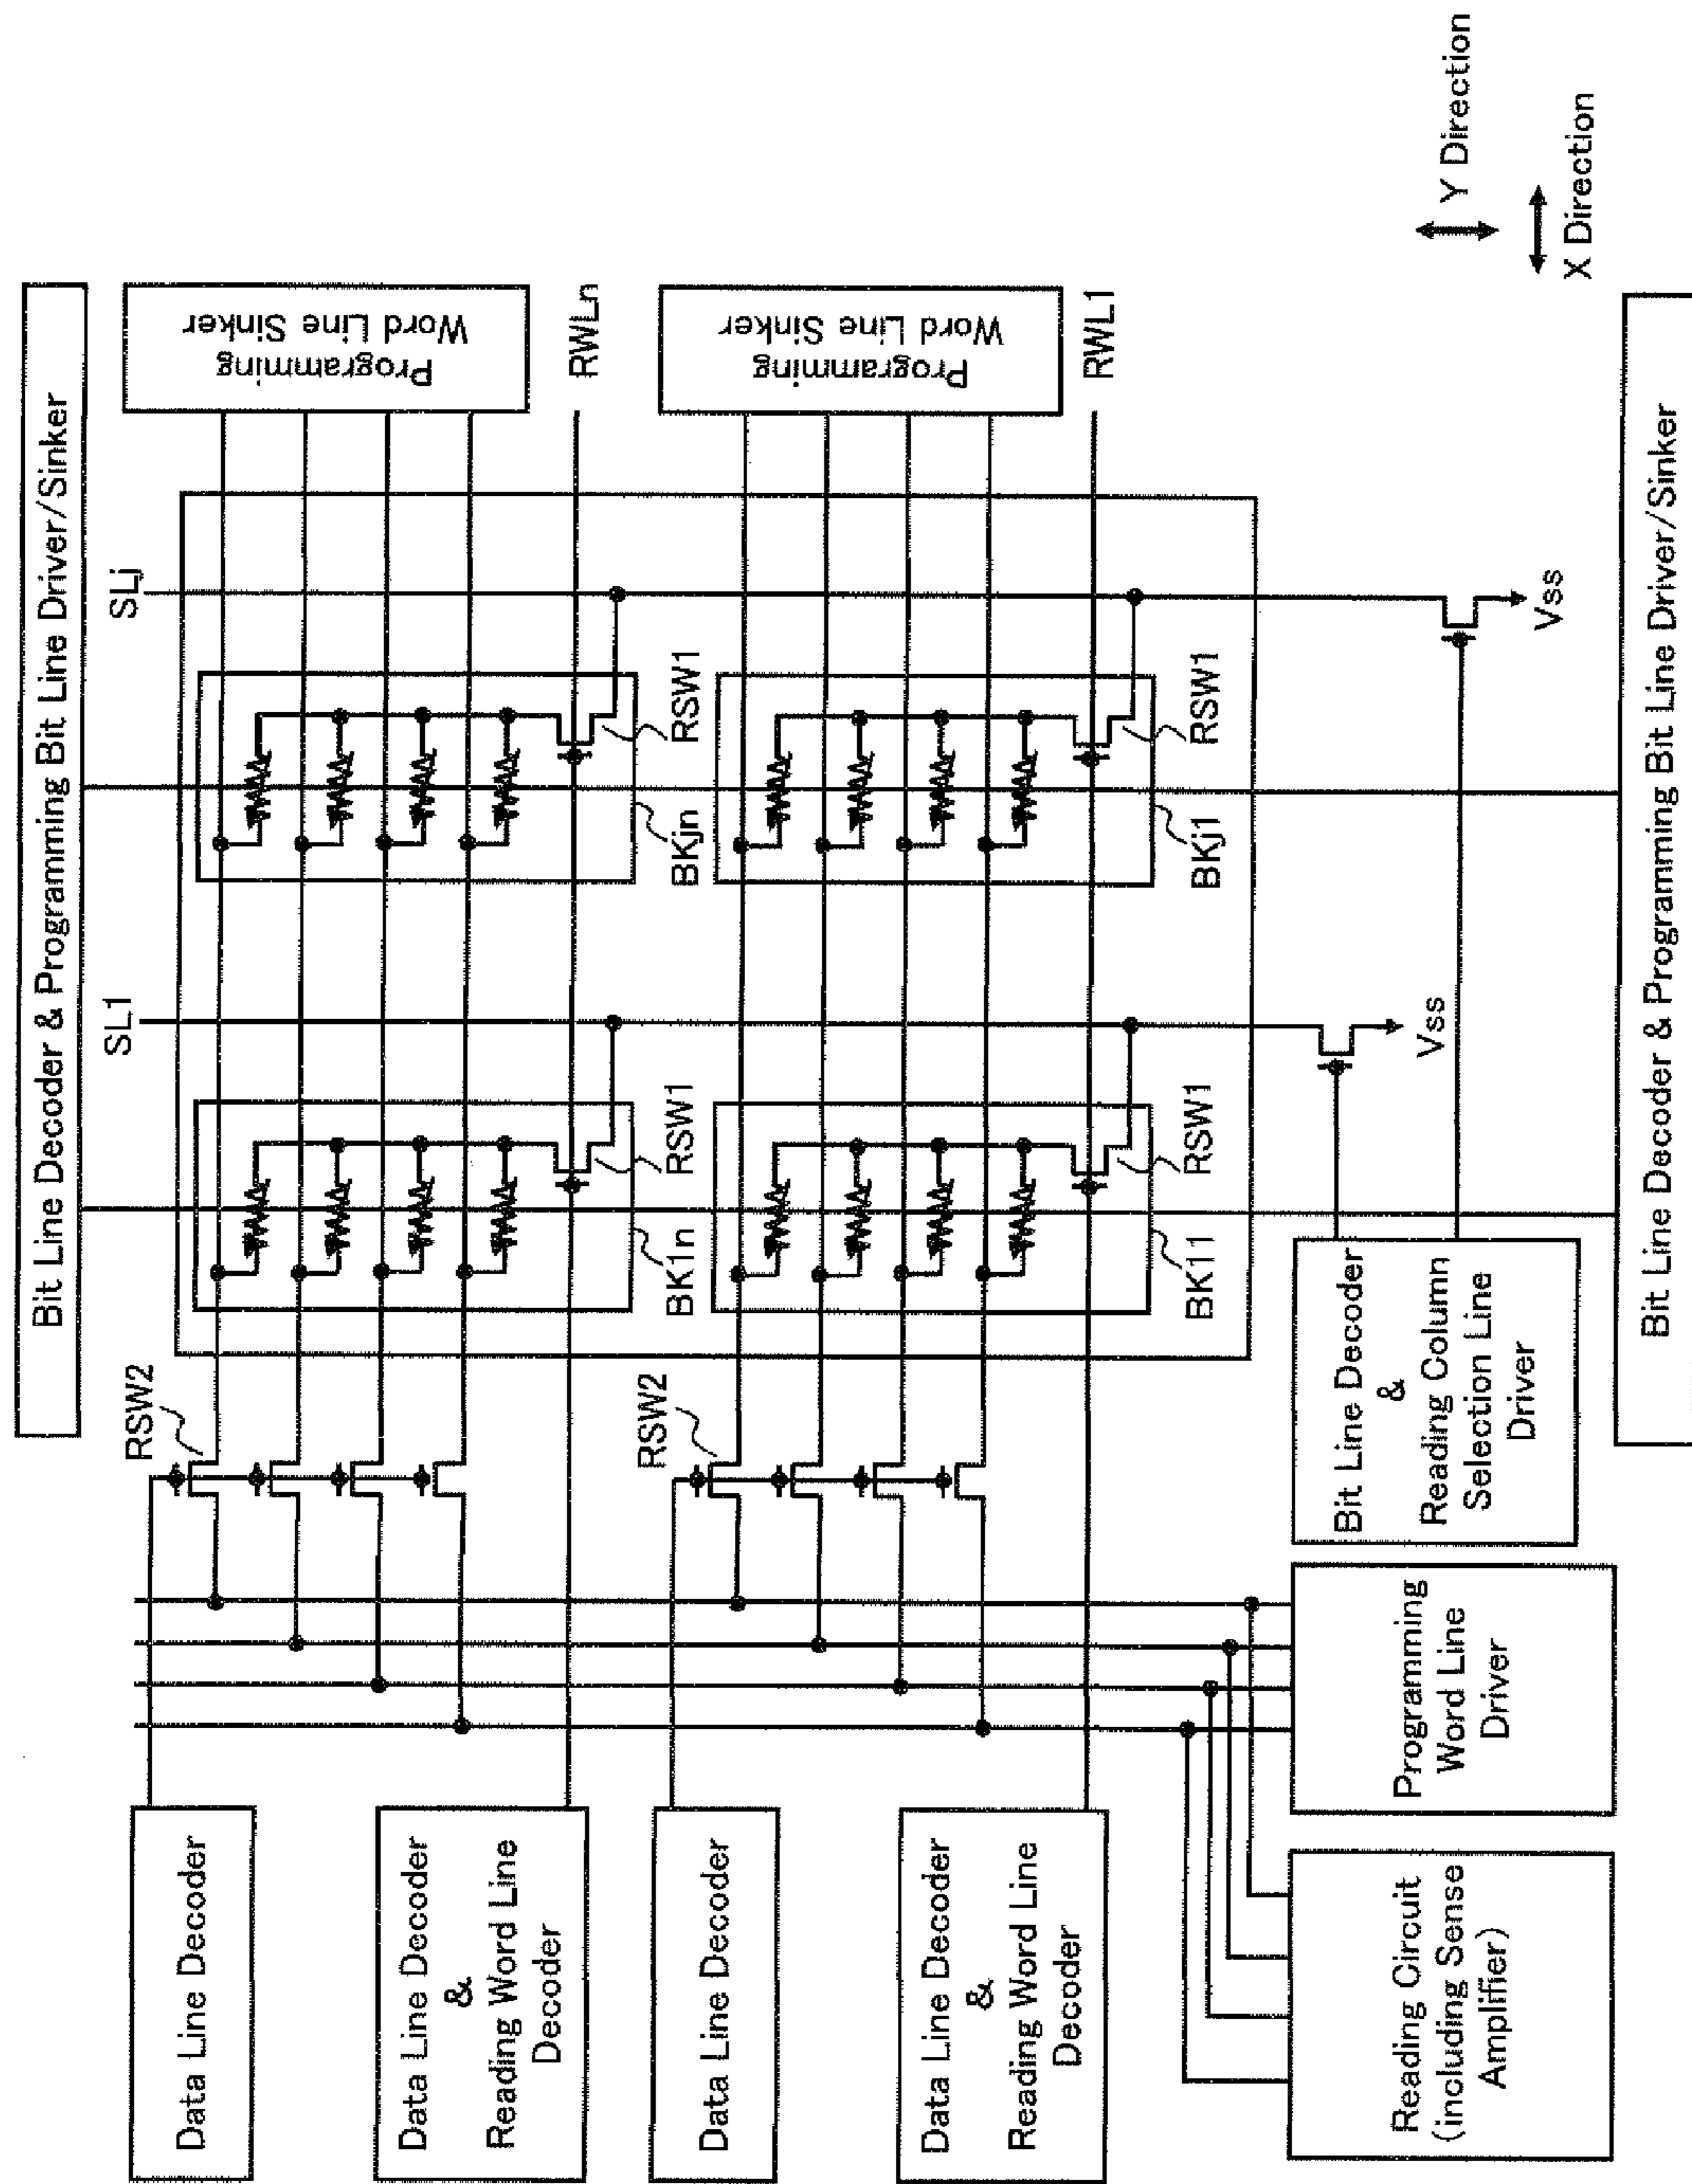 Bit Line Decoder & Programming Bit Line Driver/Sinker
Data Line Decoder
RSW2
SL1
SLj
Programming
Word Line Sinker
BK1n
RSW1
BKjn
RSW1
RWLn
Data Line Decoder
&
Reading Word Line
Decoder
Data Line Decoder
RSW2
Programming
Word Line Sinker
BK11
RSW1
BKj1
RSW1
RWL1
Data Line Decoder
&
Reading Word Line
Decoder
Reading Circuit
(including Sense
Amplifier)
Programming
Word Line
Driver
Bit Line Decoder
&
Reading Column
Selection Line
Driver
Vss
Vss
Bit Line Decoder & Programming Bit Line Driver/Sinker
Y Direction
X Direction